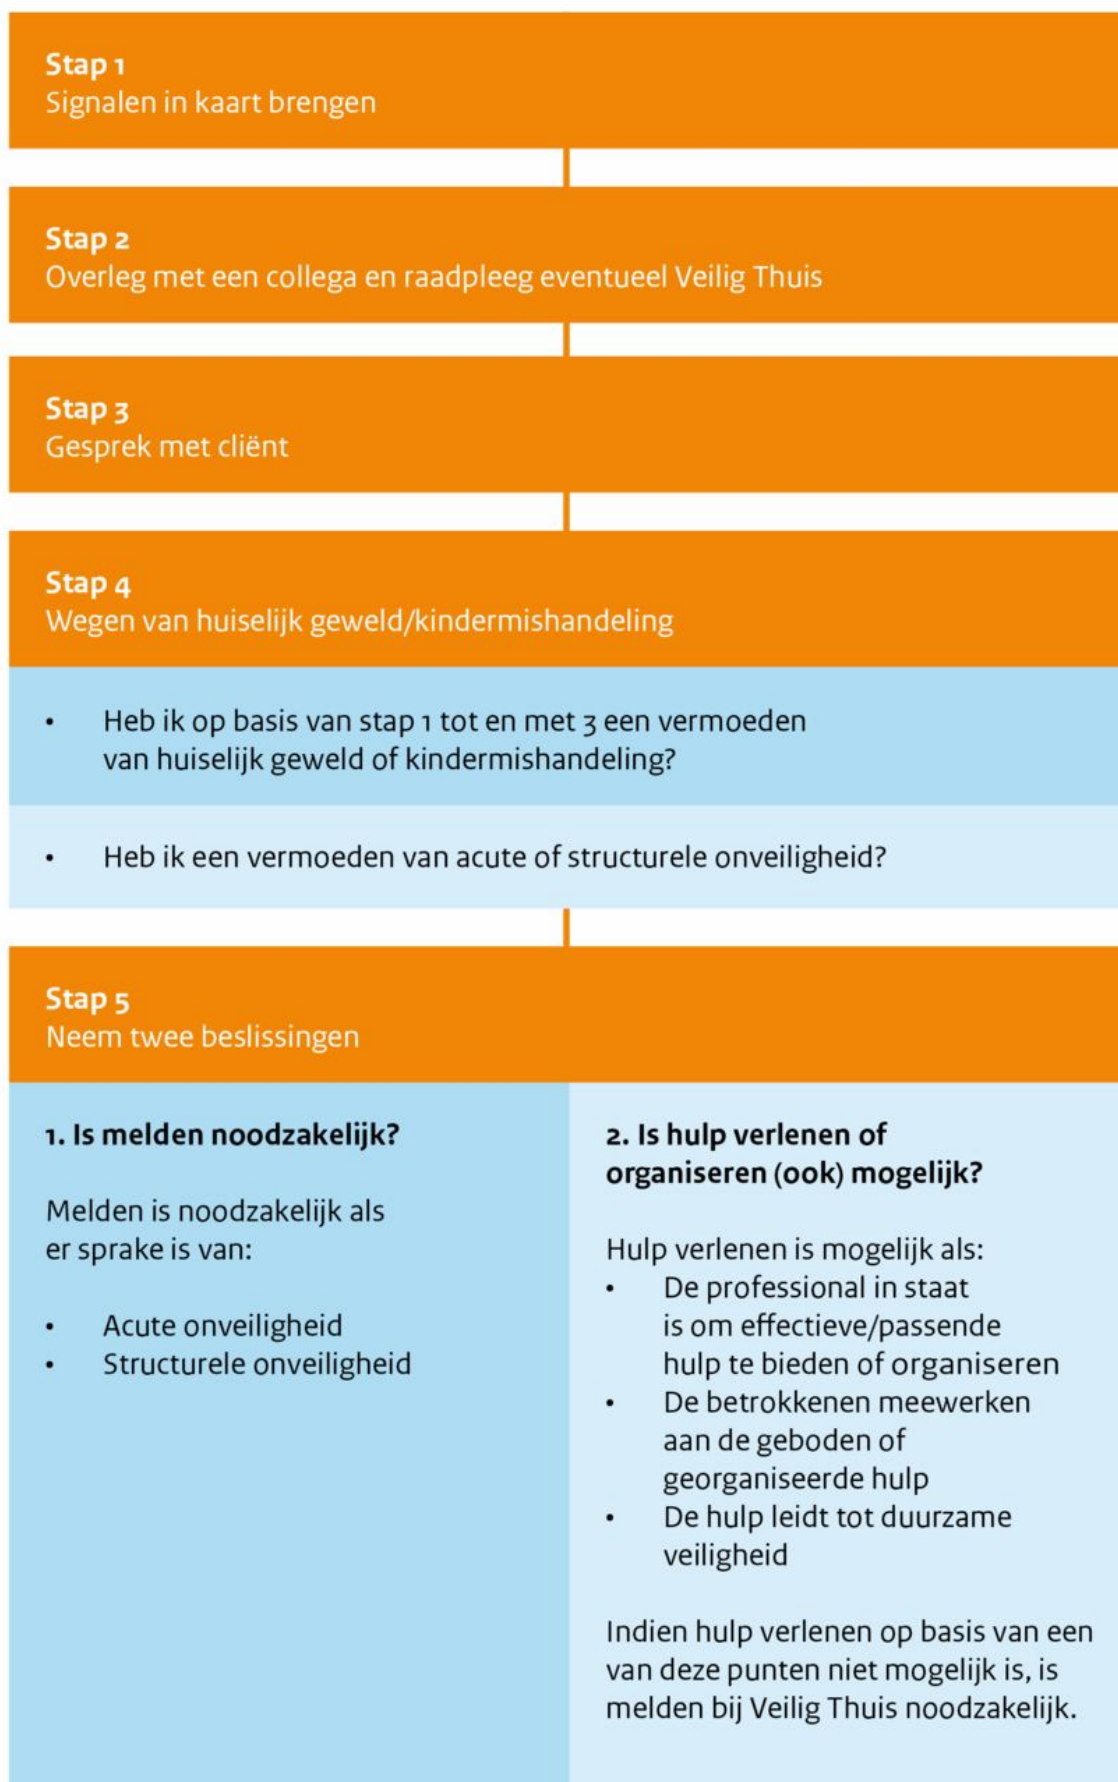 Stap 1
Signalen in kaart brengen
Stap 2
Overleg met een collega en raadpleeg eventueel Veilig Thuis
Stap 3
Gesprek met cliënt
Stap 4
Wegen van huiselijk geweld/kindermishandeling
• Heb ik op basis van stap 1 tot en met 3 een vermoeden
van huiselijk geweld of kindermishandeling?
• Heb ik een vermoeden van acute of structurele onveiligheid?
Stap 5
Neem twee beslissingen
1. Is melden noodzakelijk?
Melden is noodzakelijk als
er sprake is van:
• Acute onveiligheid
• Structurele onveiligheid
2. Is hulp verlenen of
organiseren (ook) mogelijk?
Hulp verlenen is mogelijk als:
• De professional in staat
is om effectieve/passende
hulp te bieden of organiseren
• De betrokkenen meewerken
aan de geboden of
georganiseerde hulp
• De hulp leidt tot duurzame
veiligheid
Indien hulp verlenen op basis van een
van deze punten niet mogelijk is, is
melden bij Veilig Thuis noodzakelijk.